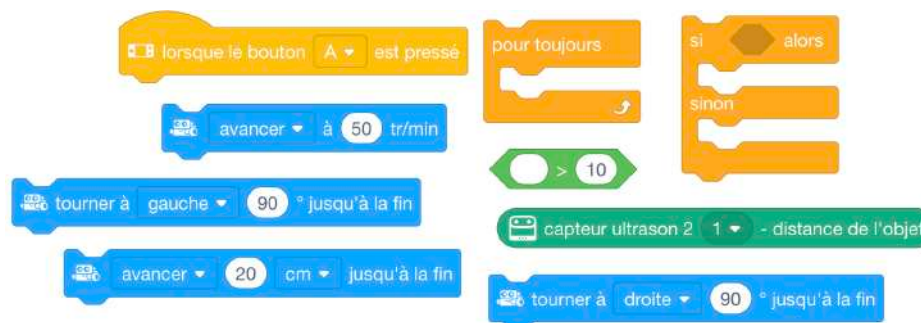 lorsque le bouton A est pressé
pour toujours
si alors
sinon
avancer à 50 tr/min
> 10
tourner à gauche 90 ° jusqu'à la fin
capteur ultrason 2 1 - distance de l'objet
avancer 20 cm jusqu'à la fin
tourner à droite 90 ° jusqu'à la fin